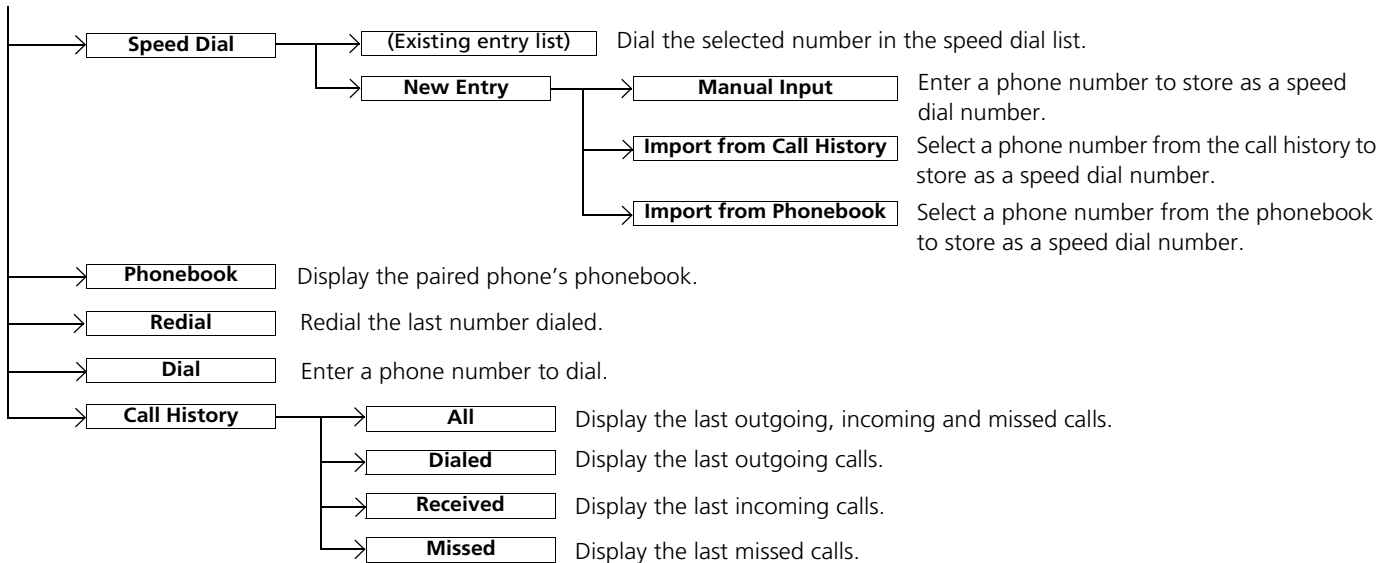 Speed Dial (Existing entry list) Dial the selected number in the speed dial list.
New Entry Manual Input Enter a phone number to store as a speed
dial number.
Import from Call History Select a phone number from the call history to
store as a speed dial number.
Import from Phonebook Select a phone number from the phonebook
to store as a speed dial number.
Phonebook Display the paired phone’s phonebook.
Redial Redial the last number dialed.
Dial Enter a phone number to dial.
Call History All Display the last outgoing, incoming and missed calls.
Dialed Display the last outgoing calls.
Received Display the last incoming calls.
Missed Display the last missed calls.